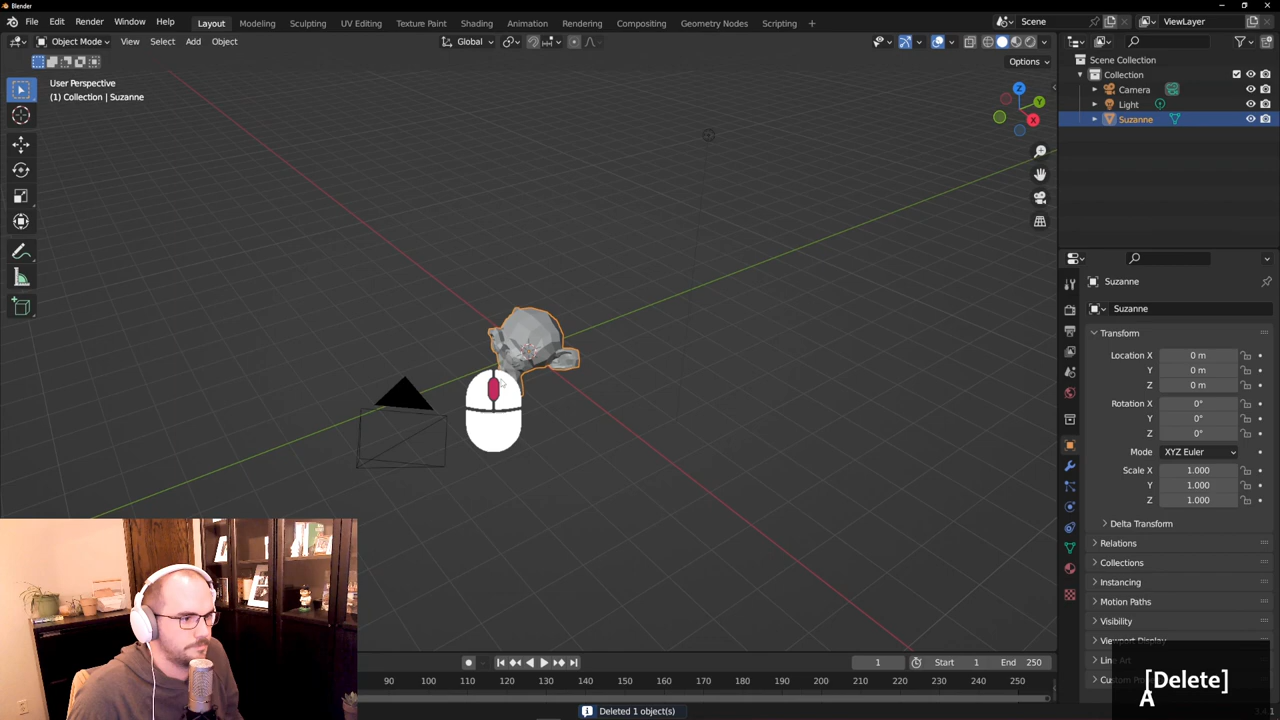 Blender
File Edit Render Window Help Layout Modeling Sculpting UV Editing Texture Paint Shading Animation Rendering Compositing Geometry Nodes Scripting + Scene ViewLayer
Object Mode View Select Add Object Global
Options
User Perspective
(1) Collection | Suzanne
Z
Y
X
Scene Collection
Collection
Camera
Light
Suzanne
Suzanne
Suzanne
Transform
Location X 0 m
Y 0 m
Z 0 m
Rotation X 0°
Y 0°
Z 0°
Mode XYZ Euler
Scale X 1.000
Y 1.000
Z 1.000
Delta Transform
Relations
Collections
Instancing
Motion Paths
Visibility
Viewport Display
Line Art
[Delete]
A
1 Start 1 End 250
90 100 110 120 130 140 150 160 170 180 190 200 210 220 230 240 250
Deleted 1 object(s)